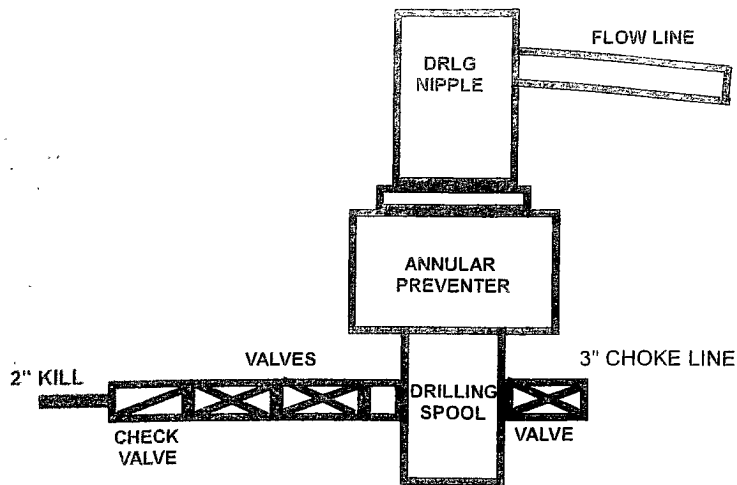 DRLG
NIPPLE
FLOW LINE
ANNULAR
PREVENTER
VALVES
3" CHOKE LINE
2" KILL
DRILLING
SPOOL
CHECK
VALVE
VALVE